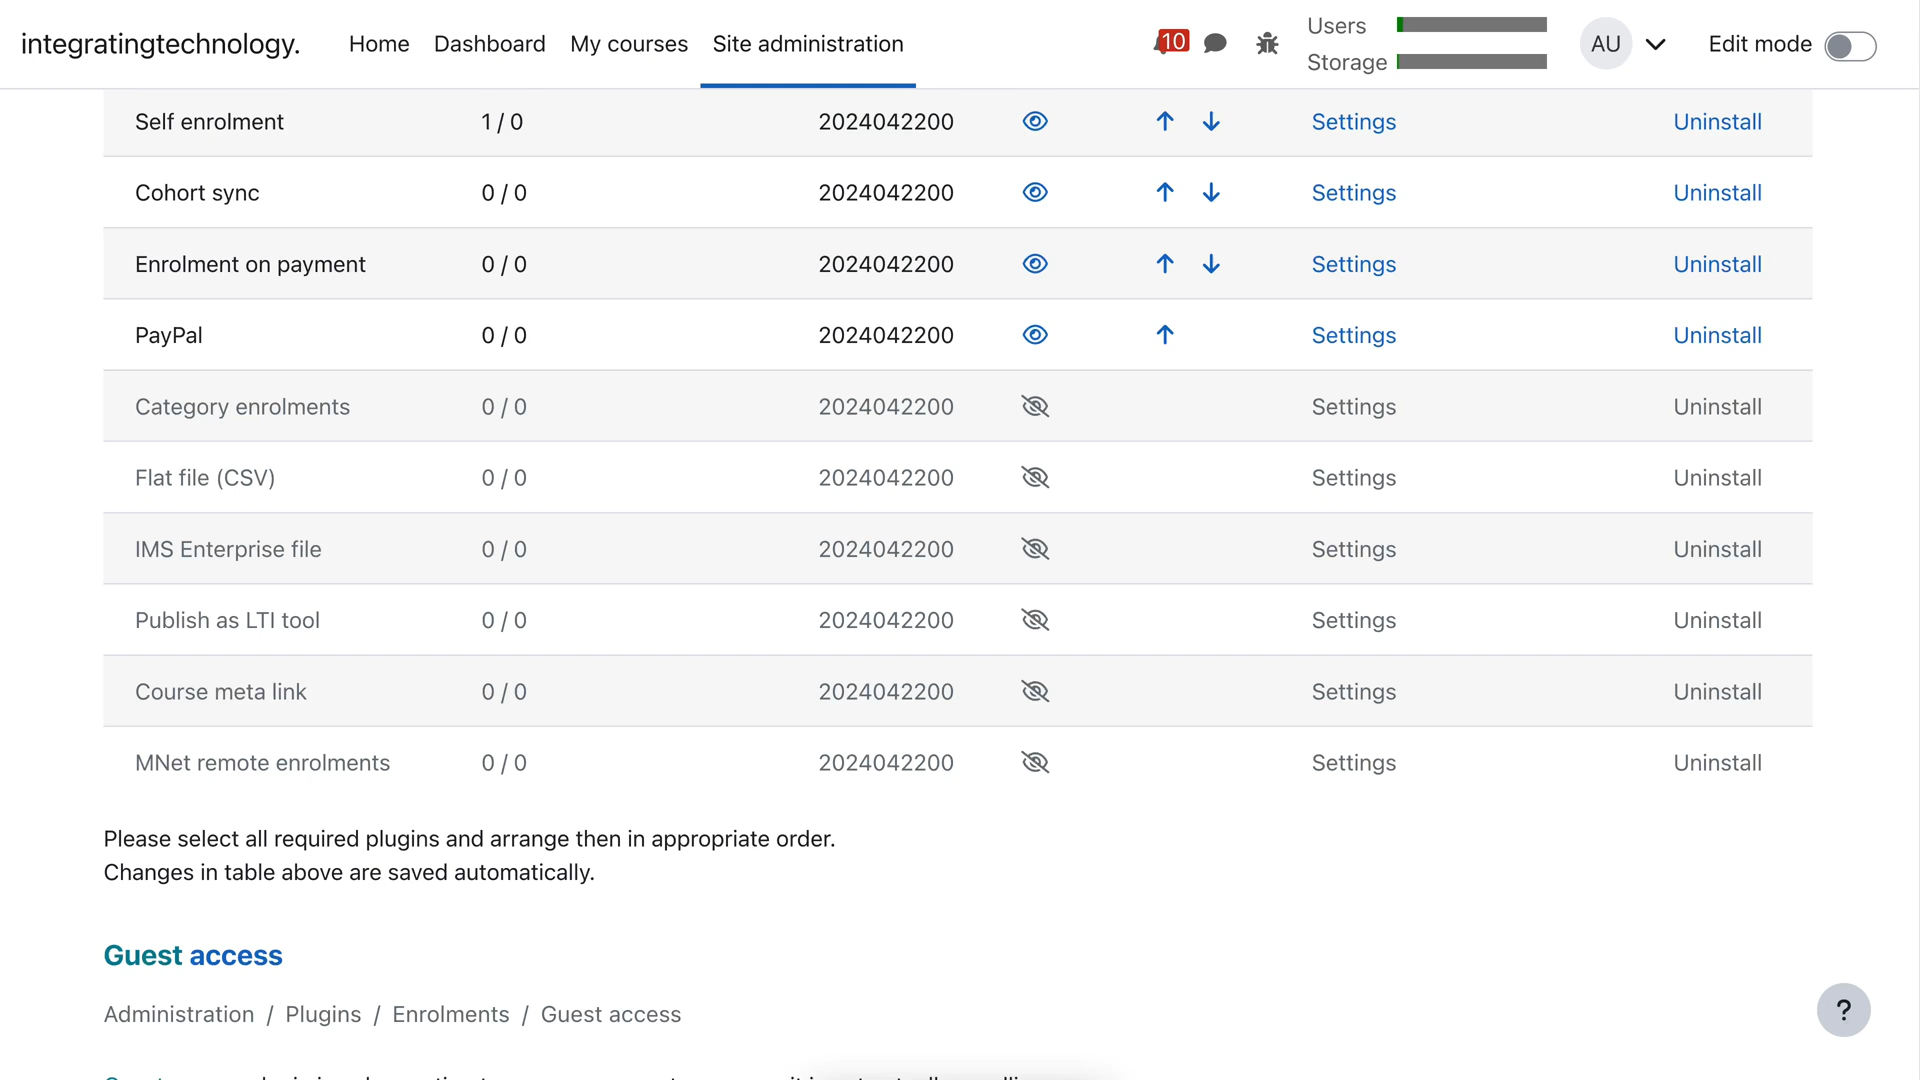 integratingtechnology. Home Dashboard My courses Site administration 10 Users Storage AU Edit mode
Self enrolment 1 / 0 2024042200 Settings Uninstall
Cohort sync 0 / 0 2024042200 Settings Uninstall
Enrolment on payment 0 / 0 2024042200 Settings Uninstall
PayPal 0 / 0 2024042200 Settings Uninstall
Category enrolments 0 / 0 2024042200 Settings Uninstall
Flat file (CSV) 0 / 0 2024042200 Settings Uninstall
IMS Enterprise file 0 / 0 2024042200 Settings Uninstall
Publish as LTI tool 0 / 0 2024042200 Settings Uninstall
Course meta link 0 / 0 2024042200 Settings Uninstall
MNet remote enrolments 0 / 0 2024042200 Settings Uninstall
Please select all required plugins and arrange then in appropriate order.
Changes in table above are saved automatically.
Guest access
Administration / Plugins / Enrolments / Guest access
?